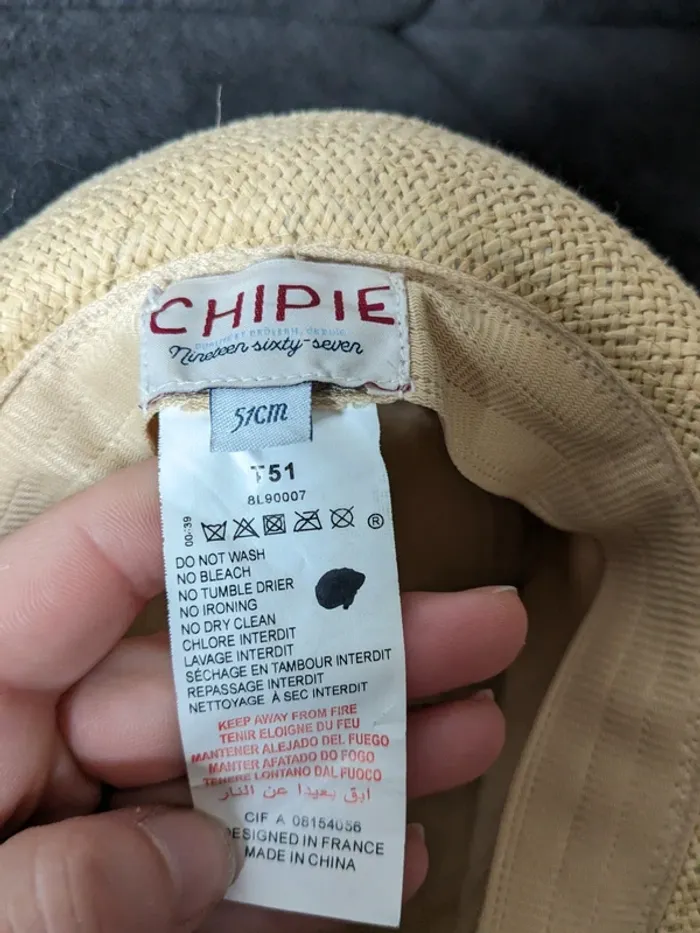 CHIPIE
Nineteen sixty-seven
51cm
T51
8L90007
®
DO NOT WASH
NO BLEACH
NO TUMBLE DRIER
NO IRONING
NO DRY CLEAN
CHLORE INTERDIT
LAVAGE INTERDIT
SÉCHAGE EN TAMBOUR INTERDIT
REPASSAGE INTERDIT
NETTOYAGE À SEC INTERDIT
KEEP AWAY FROM FIRE
TENIR ELOIGNE DU FEU
MANTENER ALEJADO DEL FUEGO
MANTER AFATADO DO FOGO
TENERE LONTANO DAL FUOCO
ابق بعيدا عن النار
CIF A 08154056
DESIGNED IN FRANCE
MADE IN CHINA